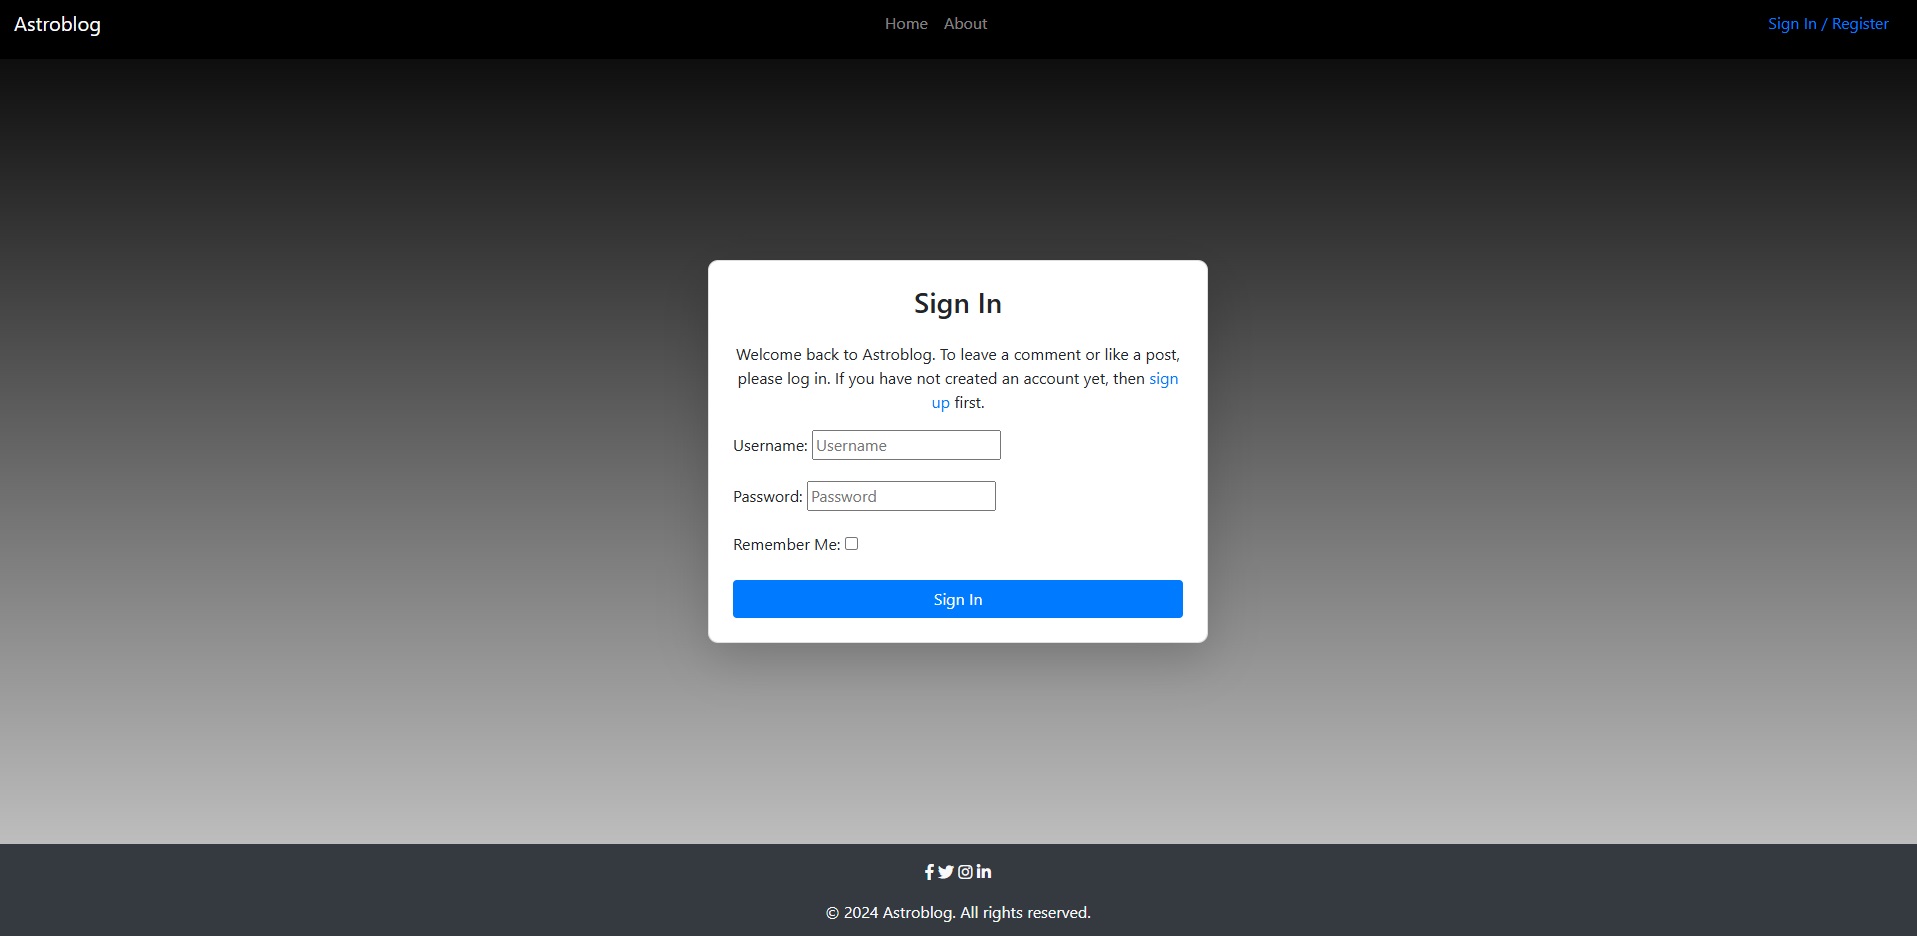 Astroblog
Home About
Sign In / Register
Sign In
Welcome back to Astroblog. To leave a comment or like a post,
please log in. If you have not created an account yet, then sign
up first.
Username: Username
Password: Password
Remember Me:
Sign In
© 2024 Astroblog. All rights reserved.